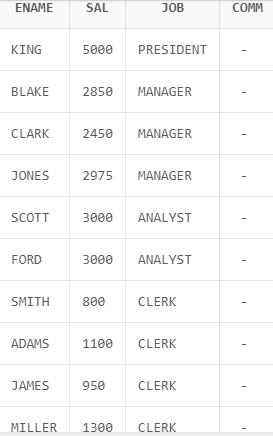 ENAME SAL JOB COMM
KING 5000 PRESIDENT -
BLAKE 2850 MANAGER -
CLARK 2450 MANAGER -
JONES 2975 MANAGER -
SCOTT 3000 ANALYST -
FORD 3000 ANALYST -
SMITH 800 CLERK -
ADAMS 1100 CLERK -
JAMES 950 CLERK -
MILLER 1300 CLERK -